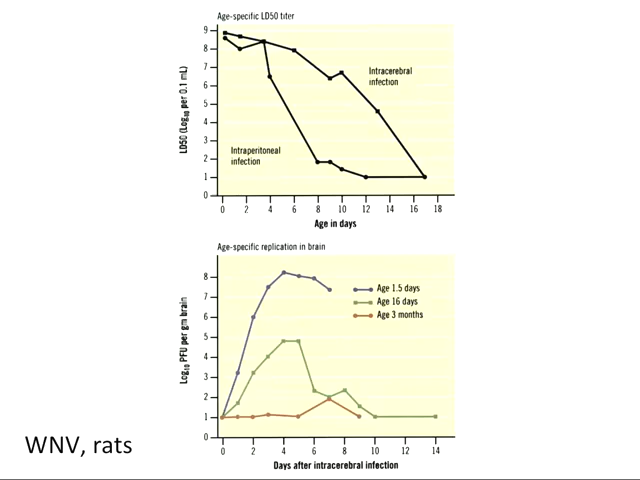 Age-specific LD50 titer
9
8
7
6
5
4
3
2
1
0
LD50 (Log10 per 0.1 mL)
Intracerebral
infection
Intraperitoneal
infection
0 2 4 6 8 10 12 14 16 18
Age in days
Age-specific replication in brain
8
7
6
5
4
3
2
1
0
Log10 PFU per gm brain
Age 1.5 days
Age 16 days
Age 3 months
0 2 4 6 8 10 12 14
Days after intracerebral infection
WNV, rats